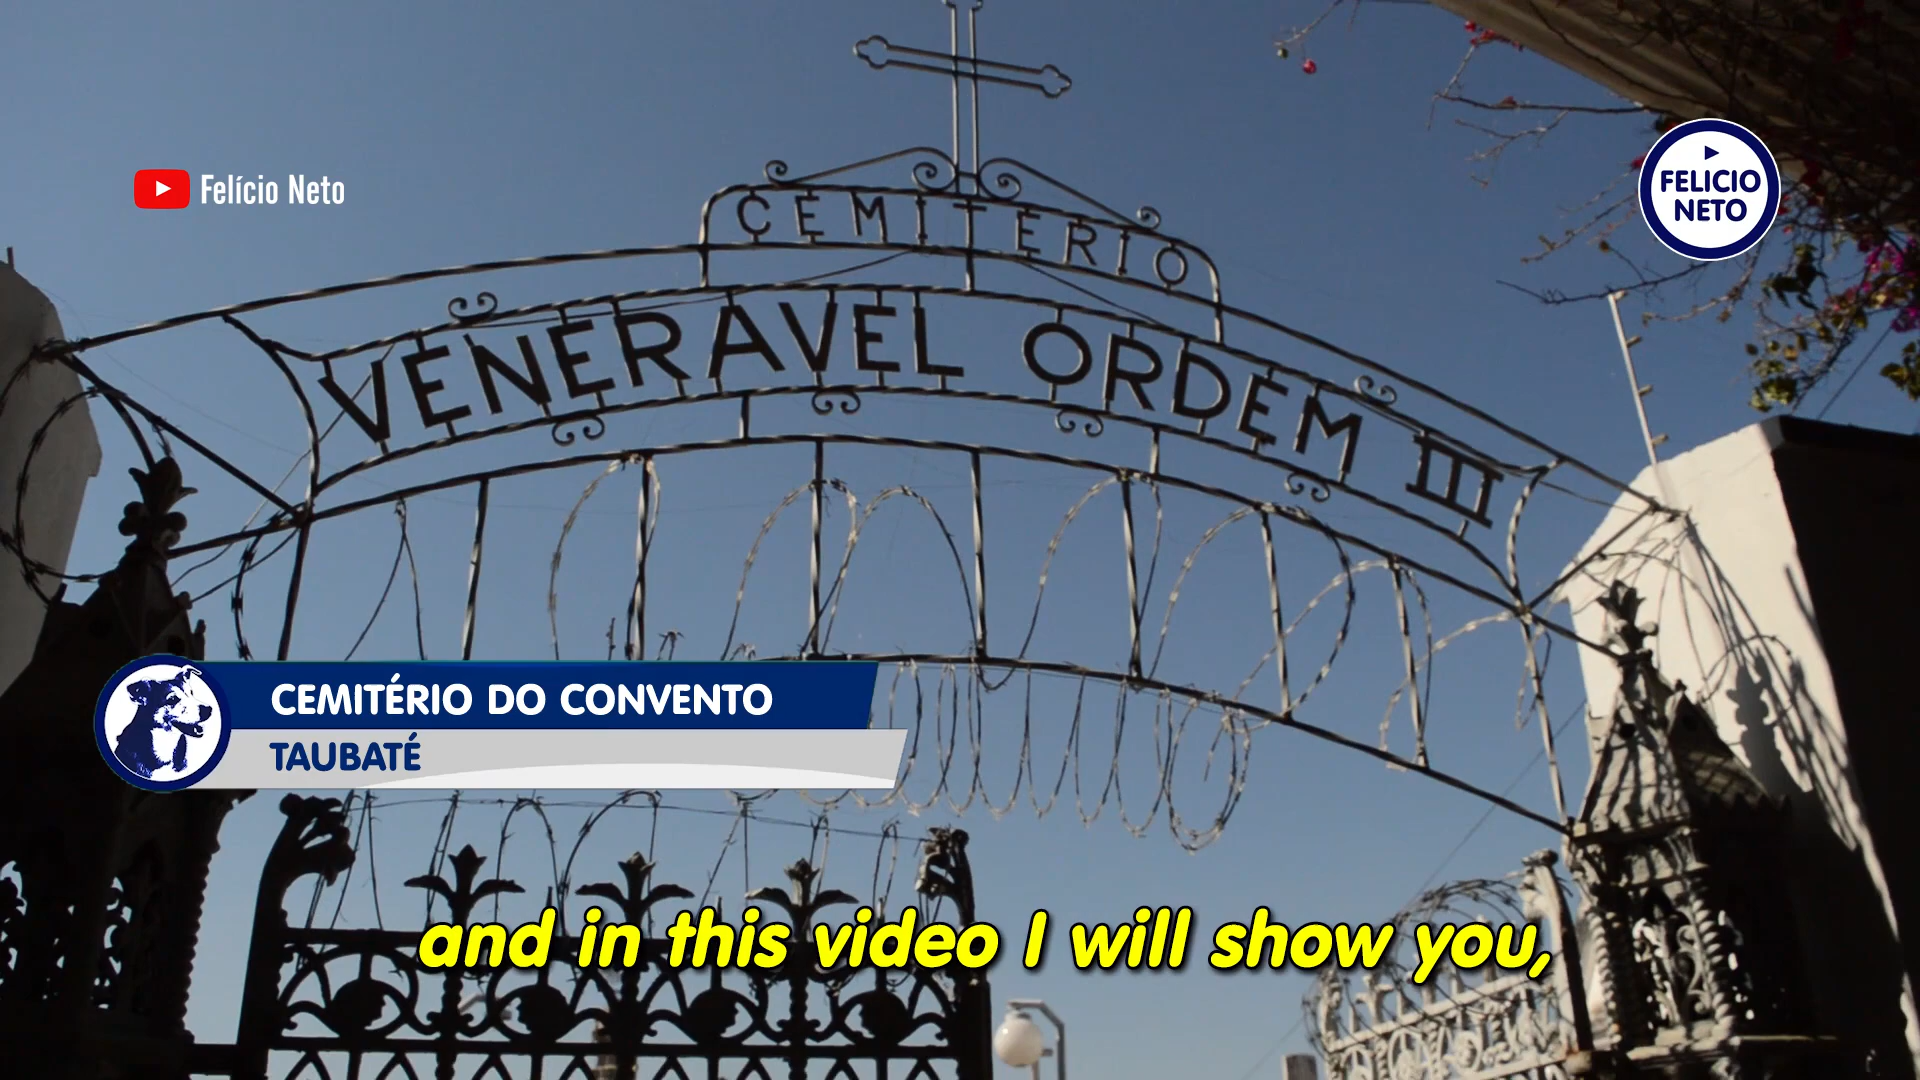 Felício Neto
FELICIO
NETO
CEMITERIO
VENERAVEL ORDEM III
CEMITÉRIO DO CONVENTO
TAUBATÉ
and in this video I will show you,